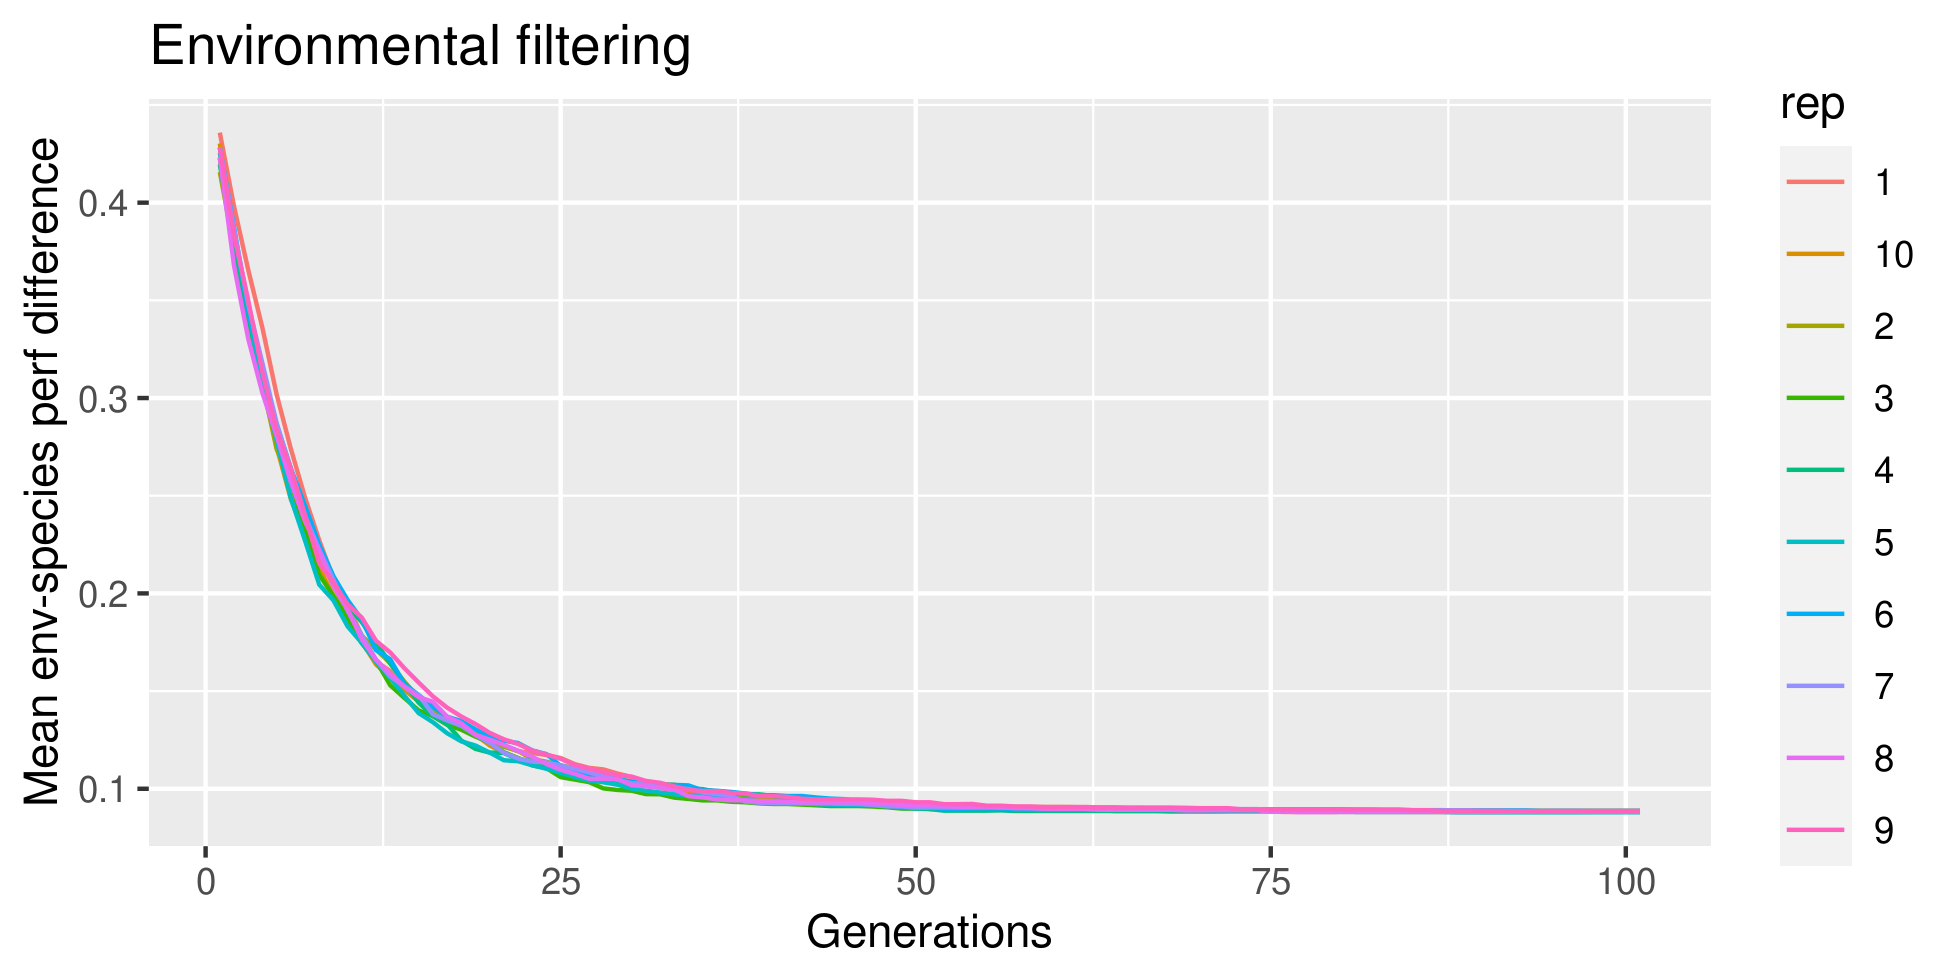 Environmental filtering
Mean env-species perf difference
0.4
0.3
0.2
0.1
0 25 50 75 100
Generations
rep
1
10
2
3
4
5
6
7
8
9